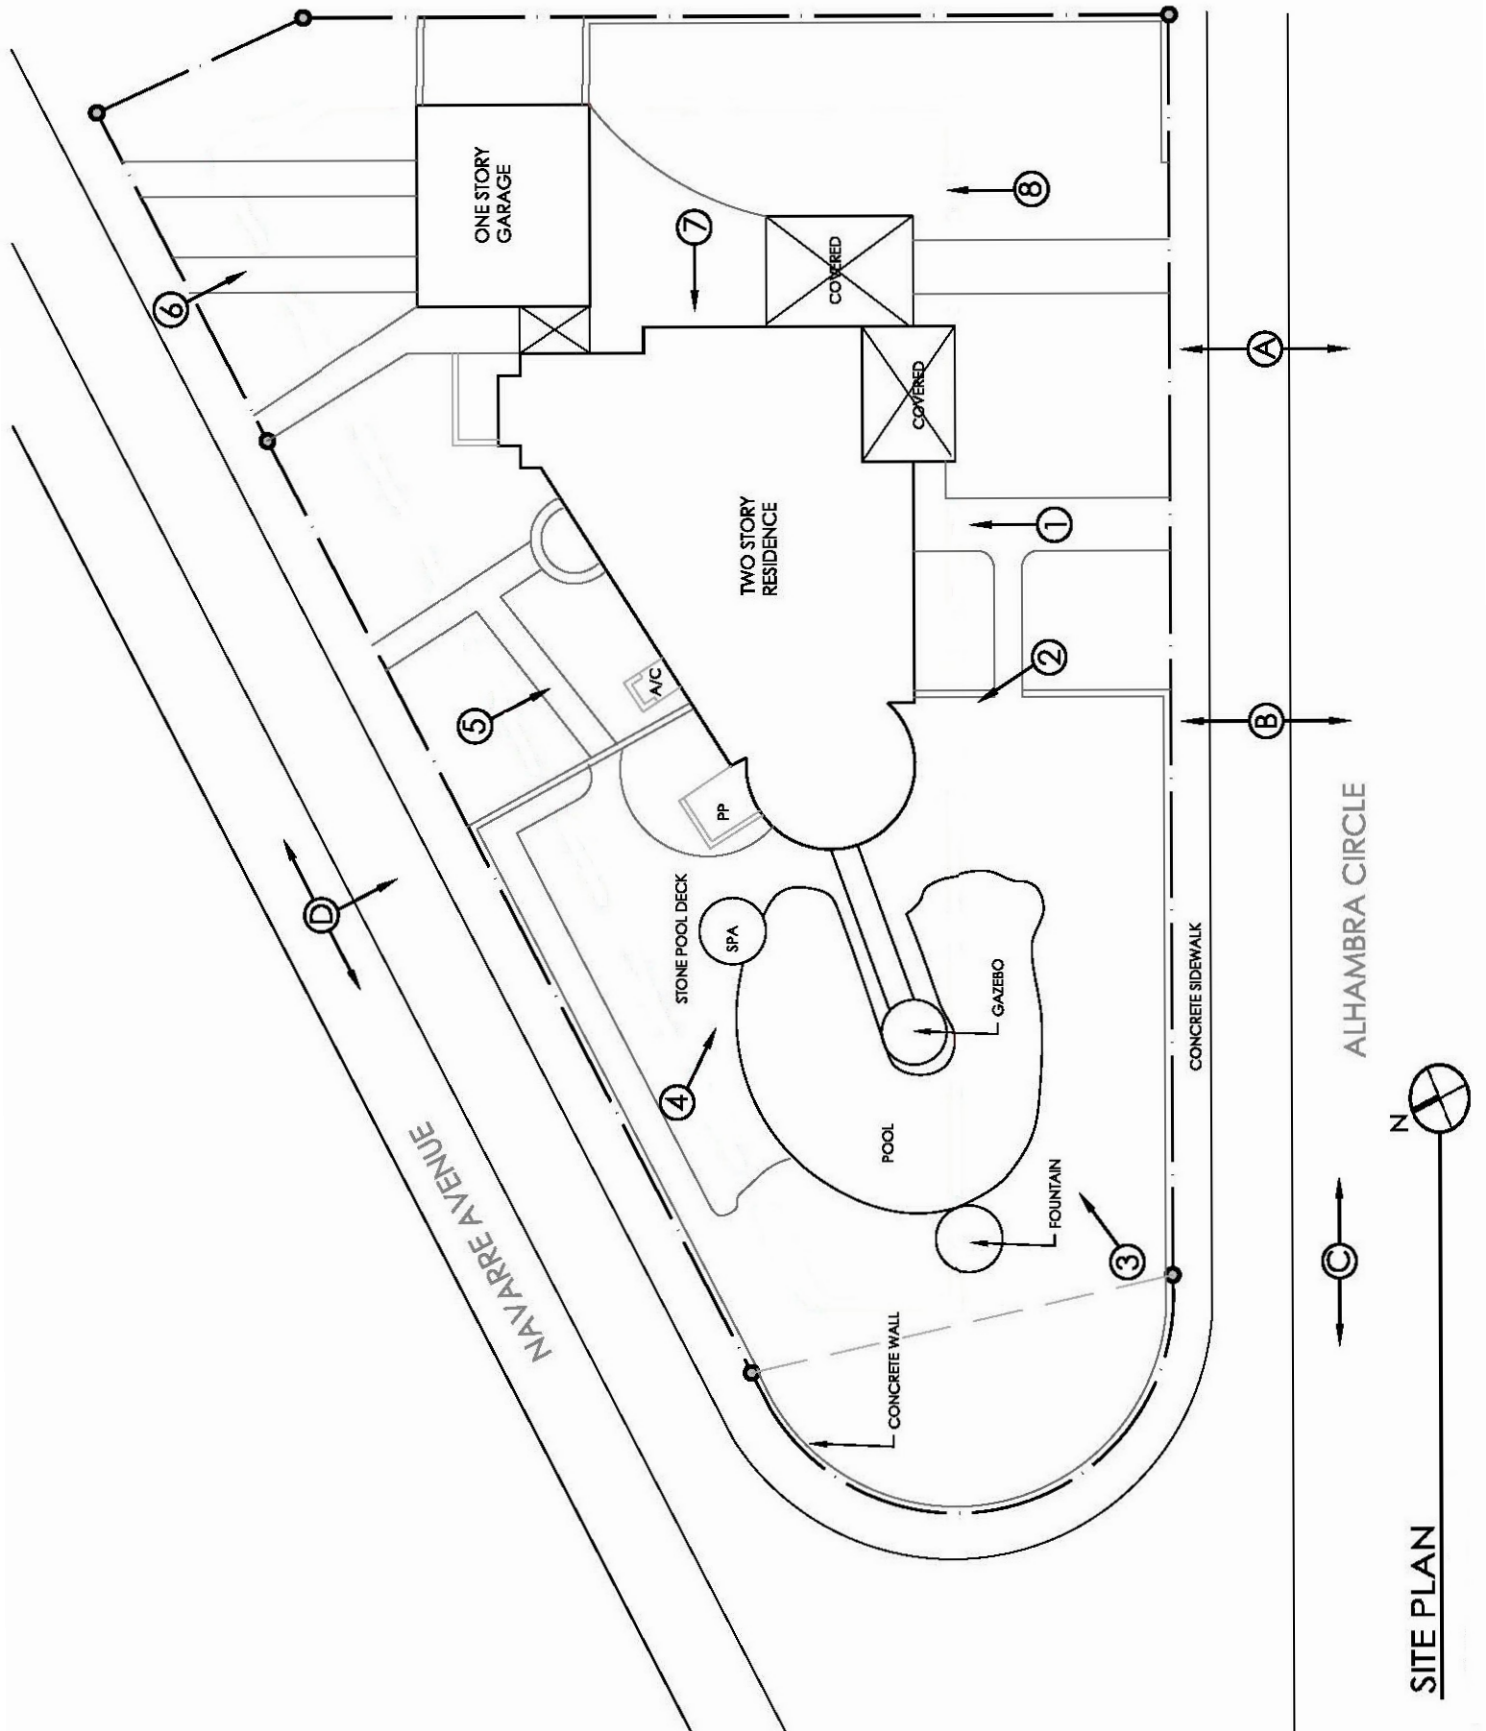 NAVARRE AVENUE
D
6
5
4
ONE STORY
GARAGE
7
COVERED
COVERED
8
TWO STORY
RESIDENCE
A/C
PP
STONE POOL DECK
SPA
GAZEBO
POOL
FOUNTAIN
CONCRETE WALL
1
2
3
A
B
C
CONCRETE SIDEWALK
ALHAMBRA CIRCLE
SITE PLAN
N